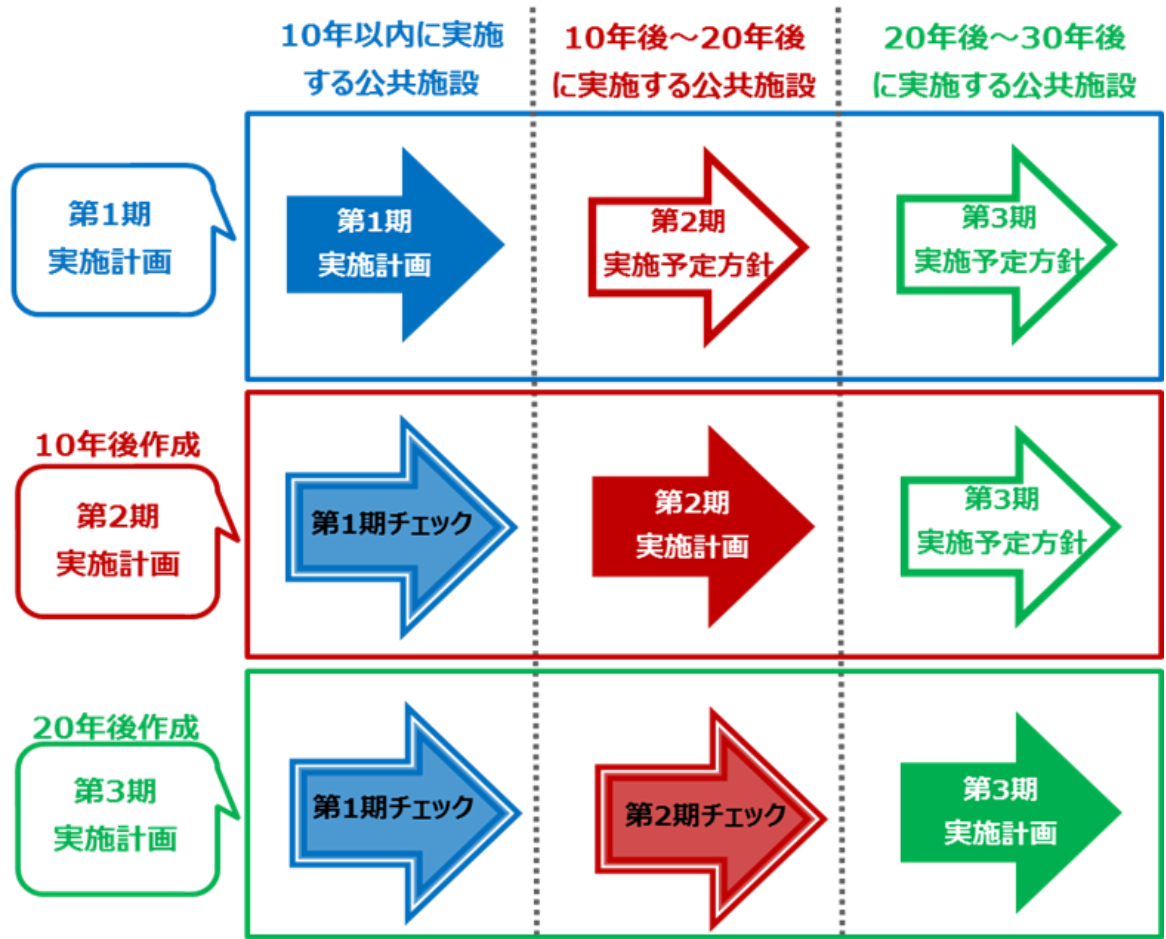 10年以内に実施
する公共施設
10年後～20年後
に実施する公共施設
20年後～30年後
に実施する公共施設
第1期
実施計画
第1期
実施計画
第2期
実施予定方針
第3期
実施予定方針
10年後作成
第2期
実施計画
第1期チェック
第2期
実施計画
第3期
実施予定方針
20年後作成
第3期
実施計画
第1期チェック
第2期チェック
第3期
実施計画